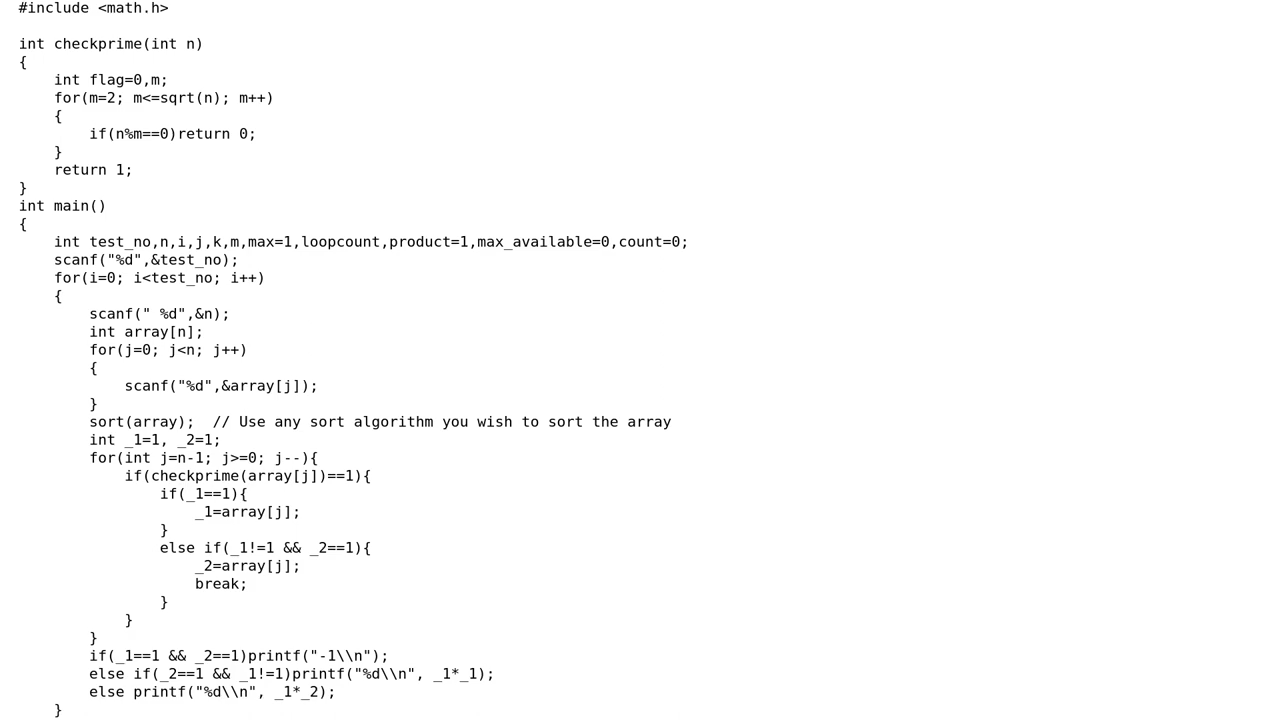 #include <math.h>
int checkprime(int n)
{
    int flag=0,m;
    for(m=2; m<=sqrt(n); m++)
    {
        if(n%m==0)return 0;
    }
    return 1;
}
int main()
{
    int test_no,n,i,j,k,m,max=1,loopcount,product=1,max_available=0,count=0;
    scanf("%d",&test_no);
    for(i=0; i<test_no; i++)
    {
        scanf(" %d",&n);
        int array[n];
        for(j=0; j<n; j++)
        {
            scanf("%d",&array[j]);
        }
        sort(array);  // Use any sort algorithm you wish to sort the array
        int _1=1, _2=1;
        for(int j=n-1; j>=0; j--){
            if(checkprime(array[j])==1){
                if(_1==1){
                    _1=array[j];
                }
                else if(_1!=1 && _2==1){
                    _2=array[j];
                    break;
                }
            }
        }
        if(_1==1 && _2==1)printf("-1\\n");
        else if(_2==1 && _1!=1)printf("%d\\n", _1*_1);
        else printf("%d\\n", _1*_2);
    }